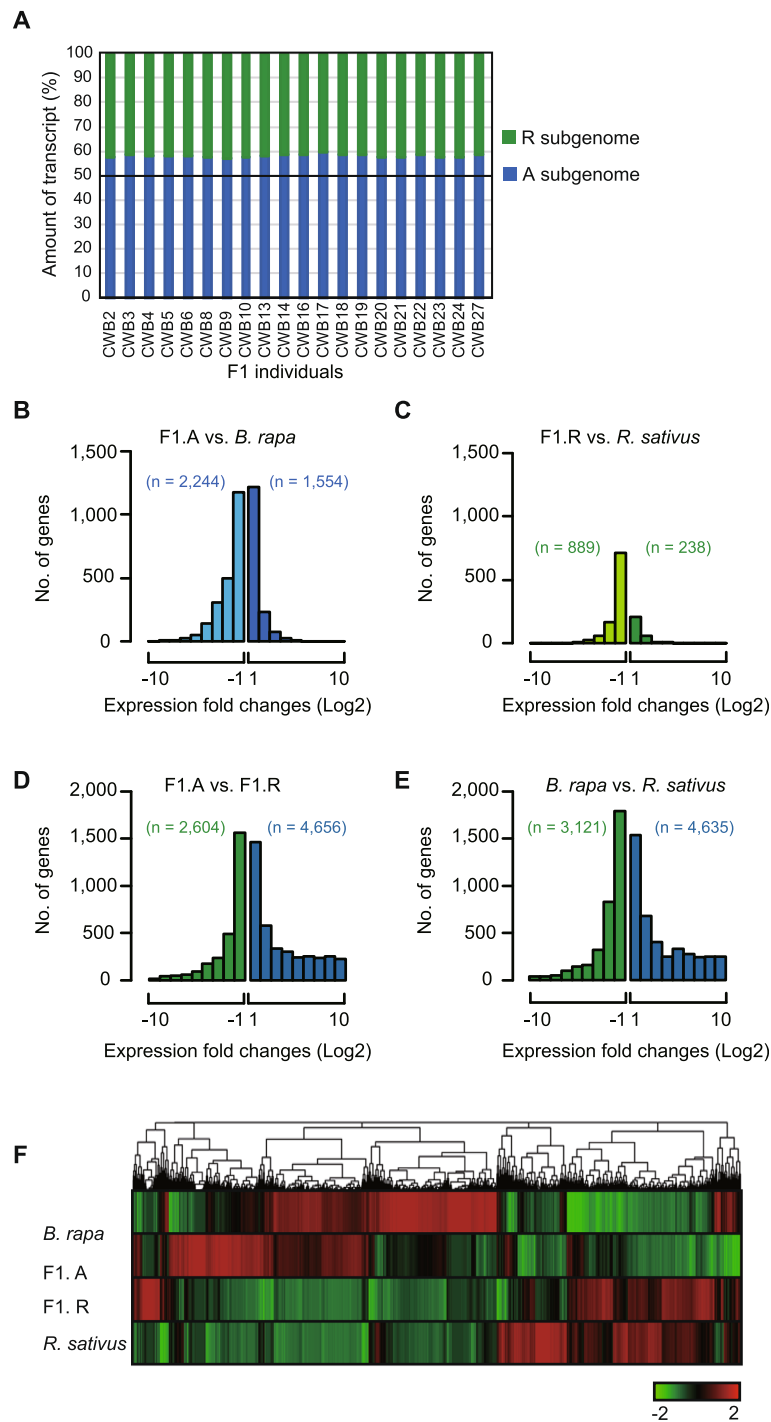 A
100
90
80
70
60
50
40
30
20
10
0
Amount of transcript (%)
R subgenome
A subgenome
CWB2
CWB3
CWB4
CWB5
CWB6
CWB8
CWB9
CWB10
CWB13
CWB14
CWB16
CWB17
CWB18
CWB19
CWB20
CWB21
CWB22
CWB23
CWB24
CWB27
F1 individuals
B
F1.A vs. B. rapa
1,500
1,000
500
0
No. of genes
(n = 2,244)
(n = 1,554)
-10
-1
1
10
Expression fold changes (Log2)
C
F1.R vs. R. sativus
1,500
1,000
500
0
No. of genes
(n = 889)
(n = 238)
-10
-1
1
10
Expression fold changes (Log2)
D
F1.A vs. F1.R
2,000
1,500
1,000
500
0
No. of genes
(n = 2,604)
(n = 4,656)
-10
-1
1
10
Expression fold changes (Log2)
E
B. rapa vs. R. sativus
2,000
1,500
1,000
500
0
No. of genes
(n = 3,121)
(n = 4,635)
-10
-1
1
10
Expression fold changes (Log2)
F
B. rapa
F1. A
F1. R
R. sativus
-2
2